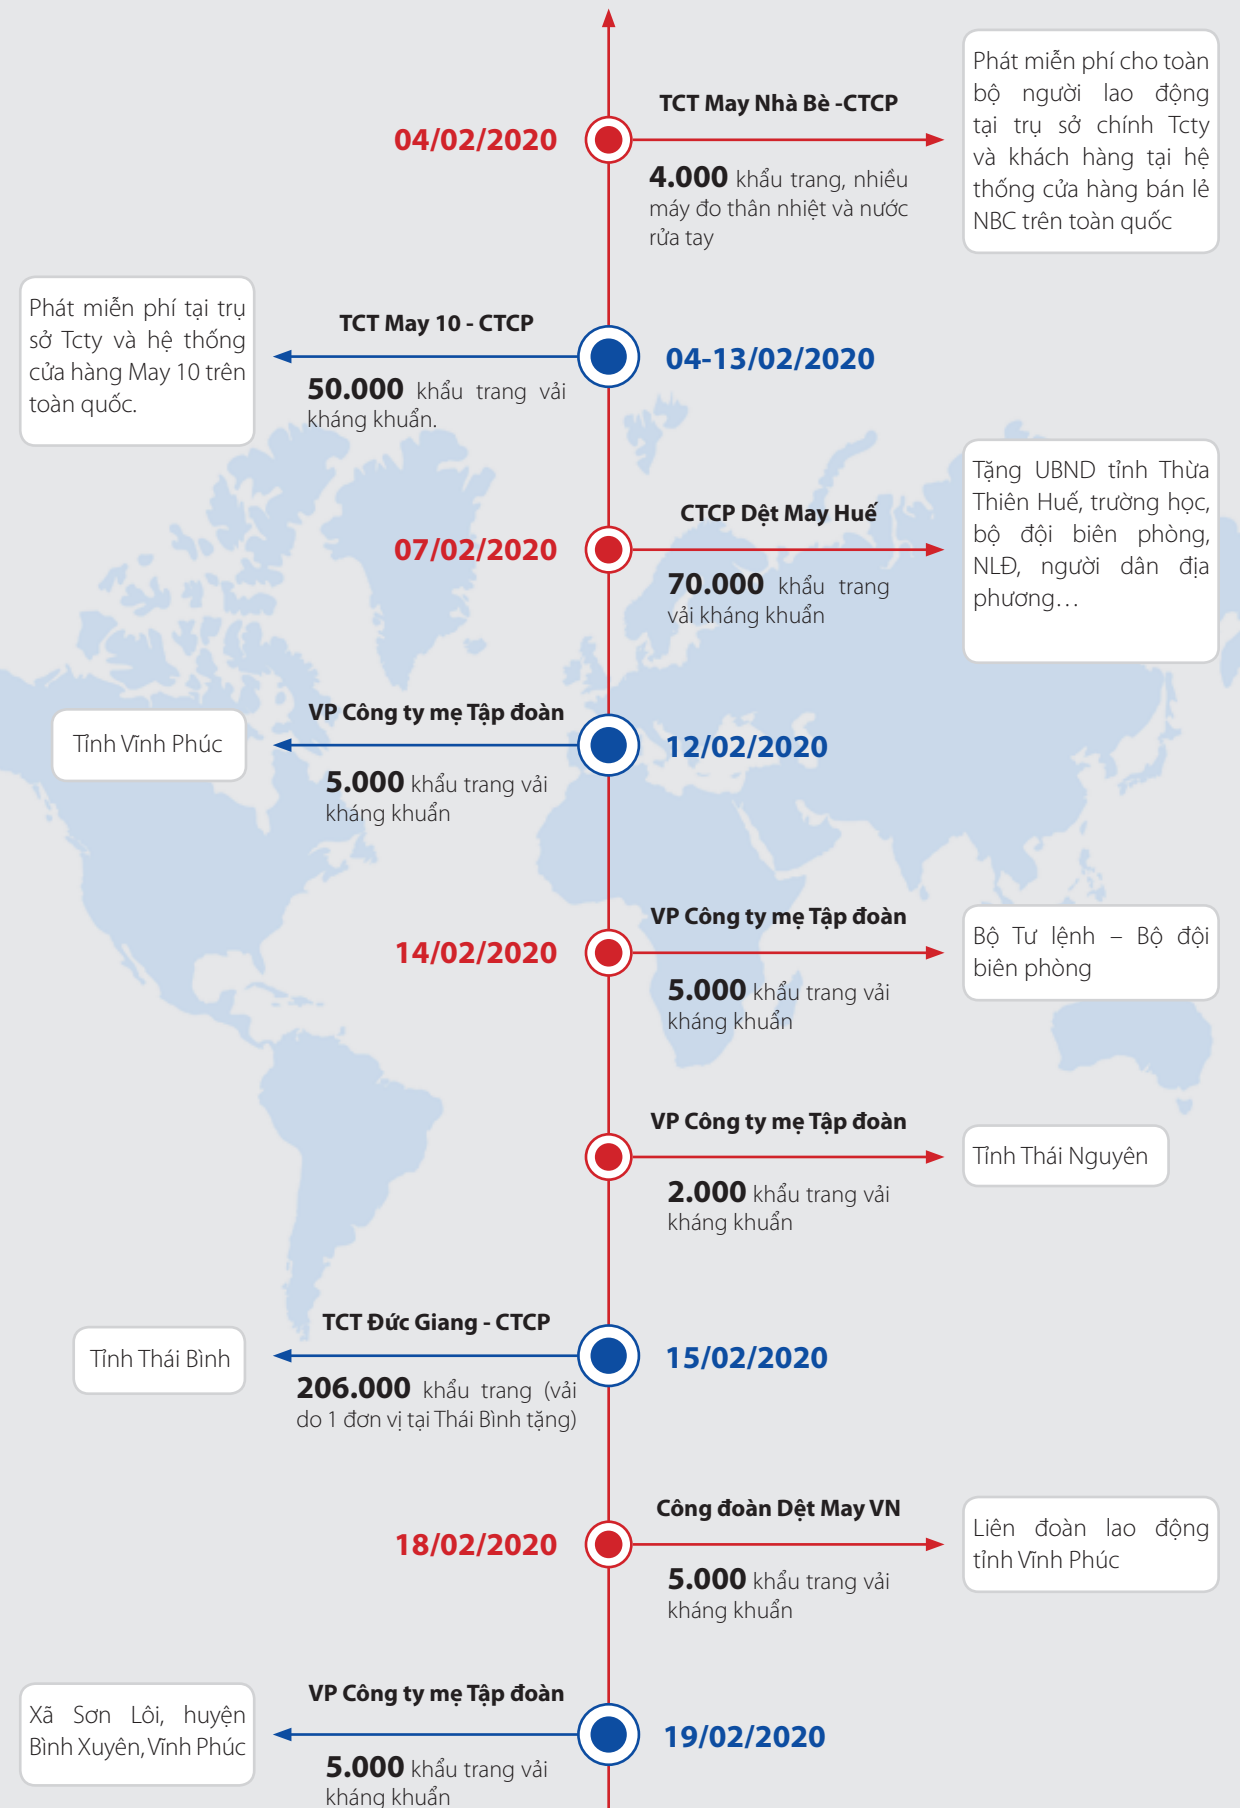 04/02/2020
TCT May Nhà Bè -CTCP
4.000 khẩu trang, nhiều
máy đo thân nhiệt và nước
rửa tay
Phát miễn phí cho toàn
bộ người lao động
tại trụ sở chính Tcty
và khách hàng tại hệ
thống cửa hàng bán lẻ
NBC trên toàn quốc
04-13/02/2020
TCT May 10 - CTCP
50.000 khẩu trang vải
kháng khuẩn.
Phát miễn phí tại trụ
sở Tcty và hệ thống
cửa hàng May 10 trên
toàn quốc.
07/02/2020
CTCP Dệt May Huế
70.000 khẩu trang
vải kháng khuẩn
Tặng UBND tỉnh Thừa
Thiên Huế, trường học,
bộ đội biên phòng,
NLĐ, người dân địa
phương…
12/02/2020
VP Công ty mẹ Tập đoàn
5.000 khẩu trang vải
kháng khuẩn
Tỉnh Vĩnh Phúc
14/02/2020
VP Công ty mẹ Tập đoàn
5.000 khẩu trang vải
kháng khuẩn
Bộ Tư lệnh – Bộ đội
biên phòng
VP Công ty mẹ Tập đoàn
2.000 khẩu trang vải
kháng khuẩn
Tỉnh Thái Nguyên
15/02/2020
TCT Đức Giang - CTCP
206.000 khẩu trang (vải
do 1 đơn vị tại Thái Bình tặng)
Tỉnh Thái Bình
18/02/2020
Công đoàn Dệt May VN
5.000 khẩu trang vải
kháng khuẩn
Liên đoàn lao động
tỉnh Vĩnh Phúc
19/02/2020
VP Công ty mẹ Tập đoàn
5.000 khẩu trang vải
kháng khuẩn
Xã Sơn Lôi, huyện
Bình Xuyên, Vĩnh Phúc